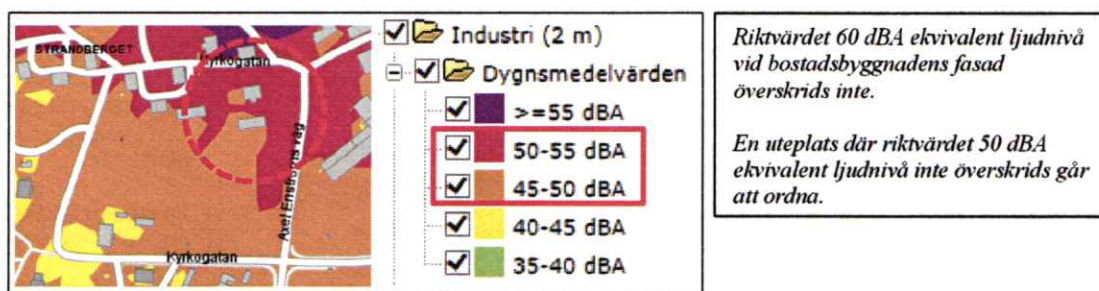 STRANDBERGET
Kyrkogatan
Axel Enströms väg
Kyrkogatan
Industri (2 m)
Dygnsmedelvärden
>=55 dBA
50-55 dBA
45-50 dBA
40-45 dBA
35-40 dBA
Riktvärdet 60 dBA ekvivalent ljudnivå
vid bostadsbyggnadens fasad
överskrids inte.
En uteplats där riktvärdet 50 dBA
ekvivalent ljudnivå inte överskrids går
att ordna.